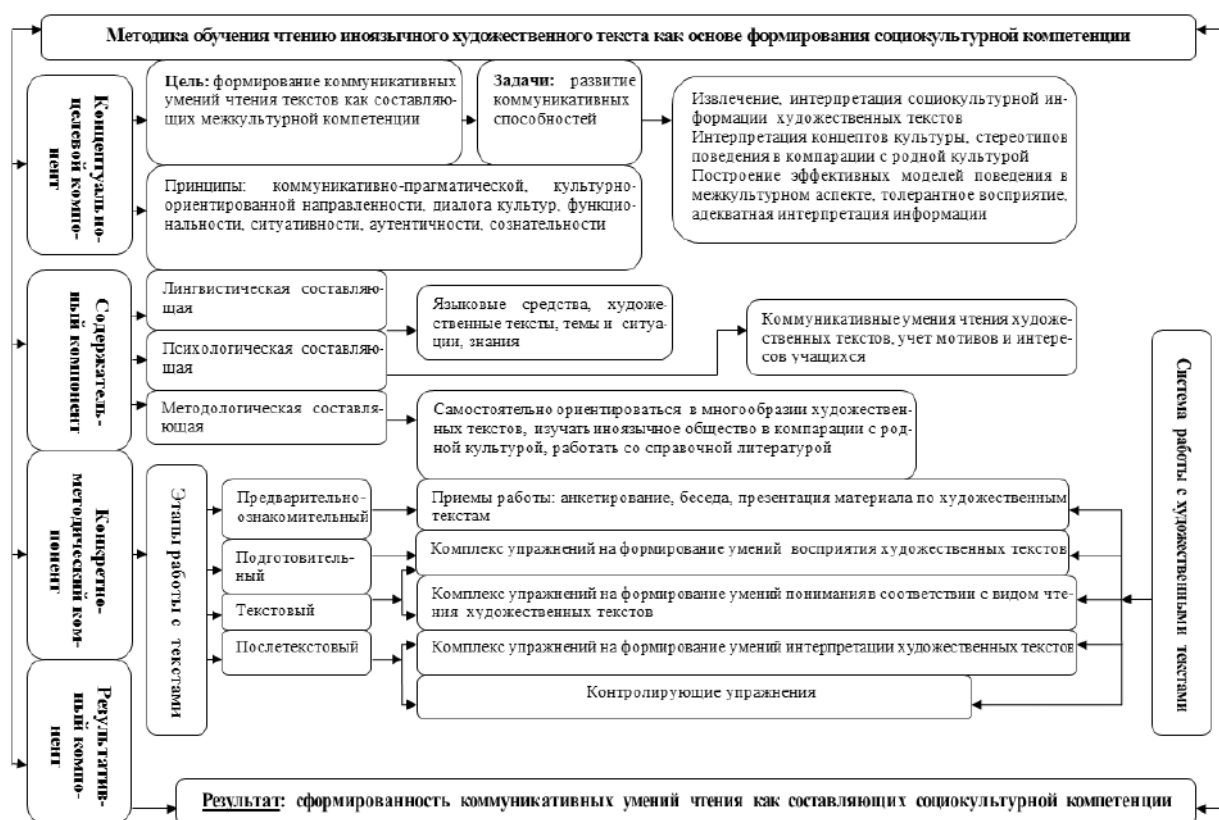 Методика обучения чтению иноязычного художественного текста как основе формирования социокультурной компетенции
Концептуально-
целевой компо-
нент
Цель: формирование коммуникативных
умений чтения текстов как составляю-
щих межкультурной компетенции
Задачи: развитие
коммуникативных
способностей
Извлечение, интерпретация социокультурной ин-
формации художественных текстов
Интерпретация концептов культуры, стереотипов
поведения в компарации с родной культурой
Построение эффективных моделей поведения в
межкультурном аспекте, толерантное восприятие,
адекватная интерпретация информации
Принципы: коммуникативно-прагматической, культурно-
ориентированной направленности, диалога культур, функцио-
нальности, ситуативности, аутентичности, сознательности
Содержатель-
ный компонент
Лингвистическая составляю-
щая
Психологическая составляю-
щая
Методологическая составля-
ющая
Языковые средства, художе-
ственные тексты, темы и ситуа-
ции, знания
Коммуникативные умения чтения художе-
ственных текстов, учет мотивов и интере-
сов учащихся
Самостоятельно ориентироваться в многообразии художествен-
ных текстов, изучать иноязычное общество в компарации с род-
ной культурой, работать со справочной литературой
Конкретно-
методический ком-
понент
Этапы работы с текстами
Предварительно-
ознакомительный
Приемы работы: анкетирование, беседа, презентация материала по художественным
текстам
Подготовитель-
ный
Комплекс упражнений на формирование умений восприятия художественных текстов
Текстовый
Комплекс упражнений на формирование умений пониманияв соответствии с видом чте-
ния художественных текстов
Послетекстовый
Комплекс упражнений на формирование умений интерпретации художественных текстов
Контролирующие упражнения
Система работы с художественными текстами
Результатив-
ный компо-
нент
Результат: сформированность коммуникативных умений чтения как составляющих социокультурной компетенции